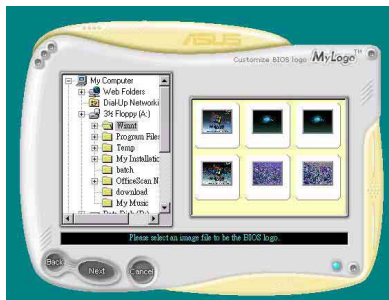 ASUS
Customize BIOS logo MyLogo™
My Computer
Web Folders
Dial-Up Networki
3½ Floppy (A:)
Winnt
Program Files
Temp
My Installatic
batch
OfficeScan N
download
My Music
Please select an image file to be the BIOS logo.
Back
Next
Cancel